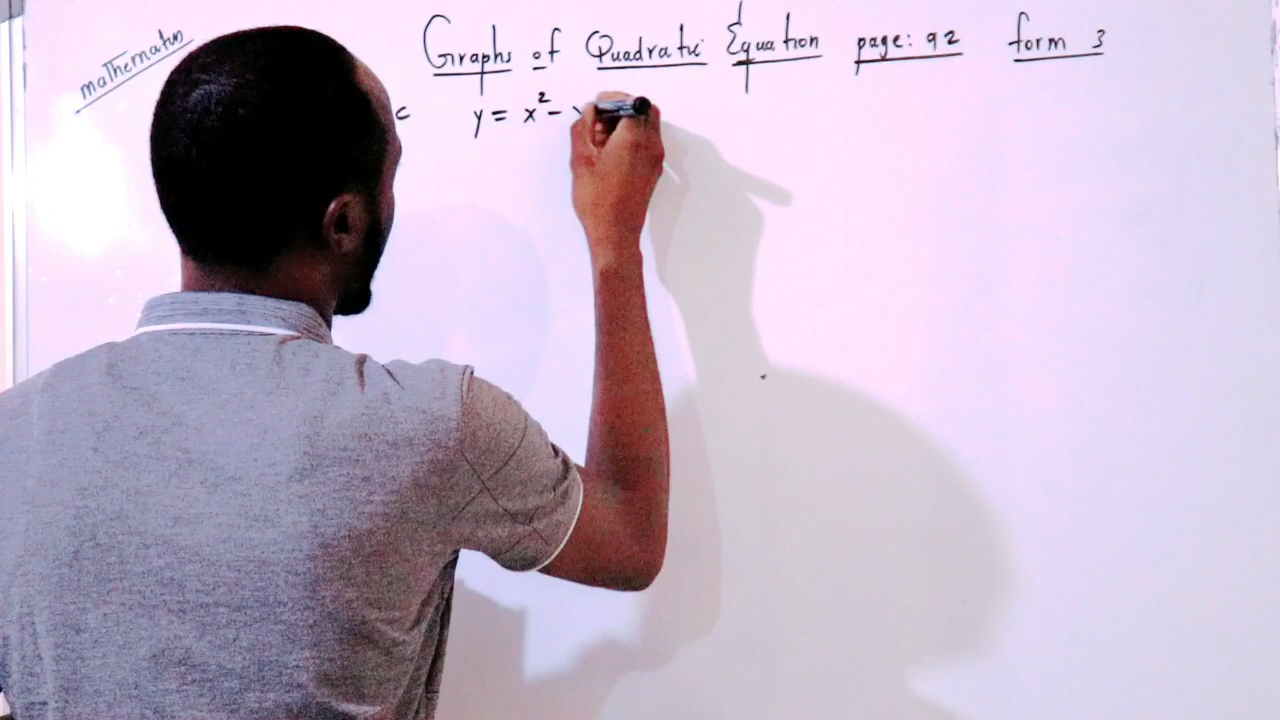 mathematics
Graphs of Quadratic Equation page: 92 form 3
c y = x² -